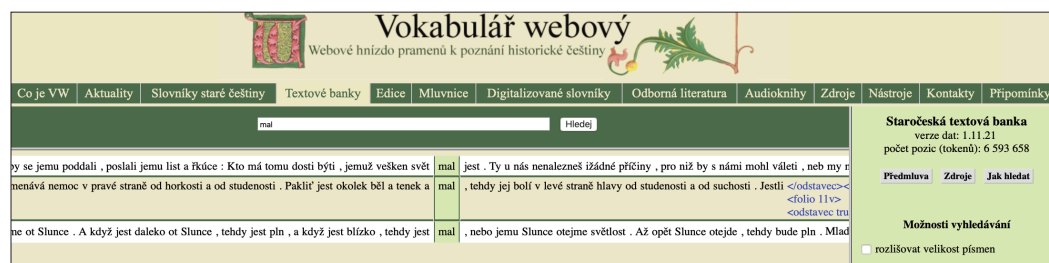 Vokabulář webový
Webové hnízdo pramenů k poznání historické češtiny
Co je VW Aktuality Slovníky staré češtiny Textové banky Edice Mluvnice Digitalizované slovníky Odborná literatura Audioknihy Zdroje Nástroje Kontakty Připomínky
mal Hledej
Staročeská textová banka
verze dat: 1.11.21
počet pozic (tokenů): 6 593 658
Předmluva Zdroje Jak hledat
Možnosti vyhledávání
rozlišovat velikost písmen
by se jemu poddali , poslali jemu list a řkúce : Kto má tomu dosti býti , jemuž vešken svět mal jest . Ty u nás nenalezneš ižádné příčiny , pro niž by s námi mohl váleti , neb my
menává nemoc v pravé straně od horkosti a od studenosti . Pakliť jest okolek běl a tenek a mal , tehdy jej bolí v levé straně hlavy od studenosti a od suchosti . Jestli </odstavec><
<folio 11v>
<odstavec tru
ne ot Slunce . A když jest daleko ot Slunce , tehdy jest pln , a když jest blízko , tehdy jest mal , nebo jemu Slunce otejme světlost . Až opět Slunce otejde , tehdy bude pln . Mlad